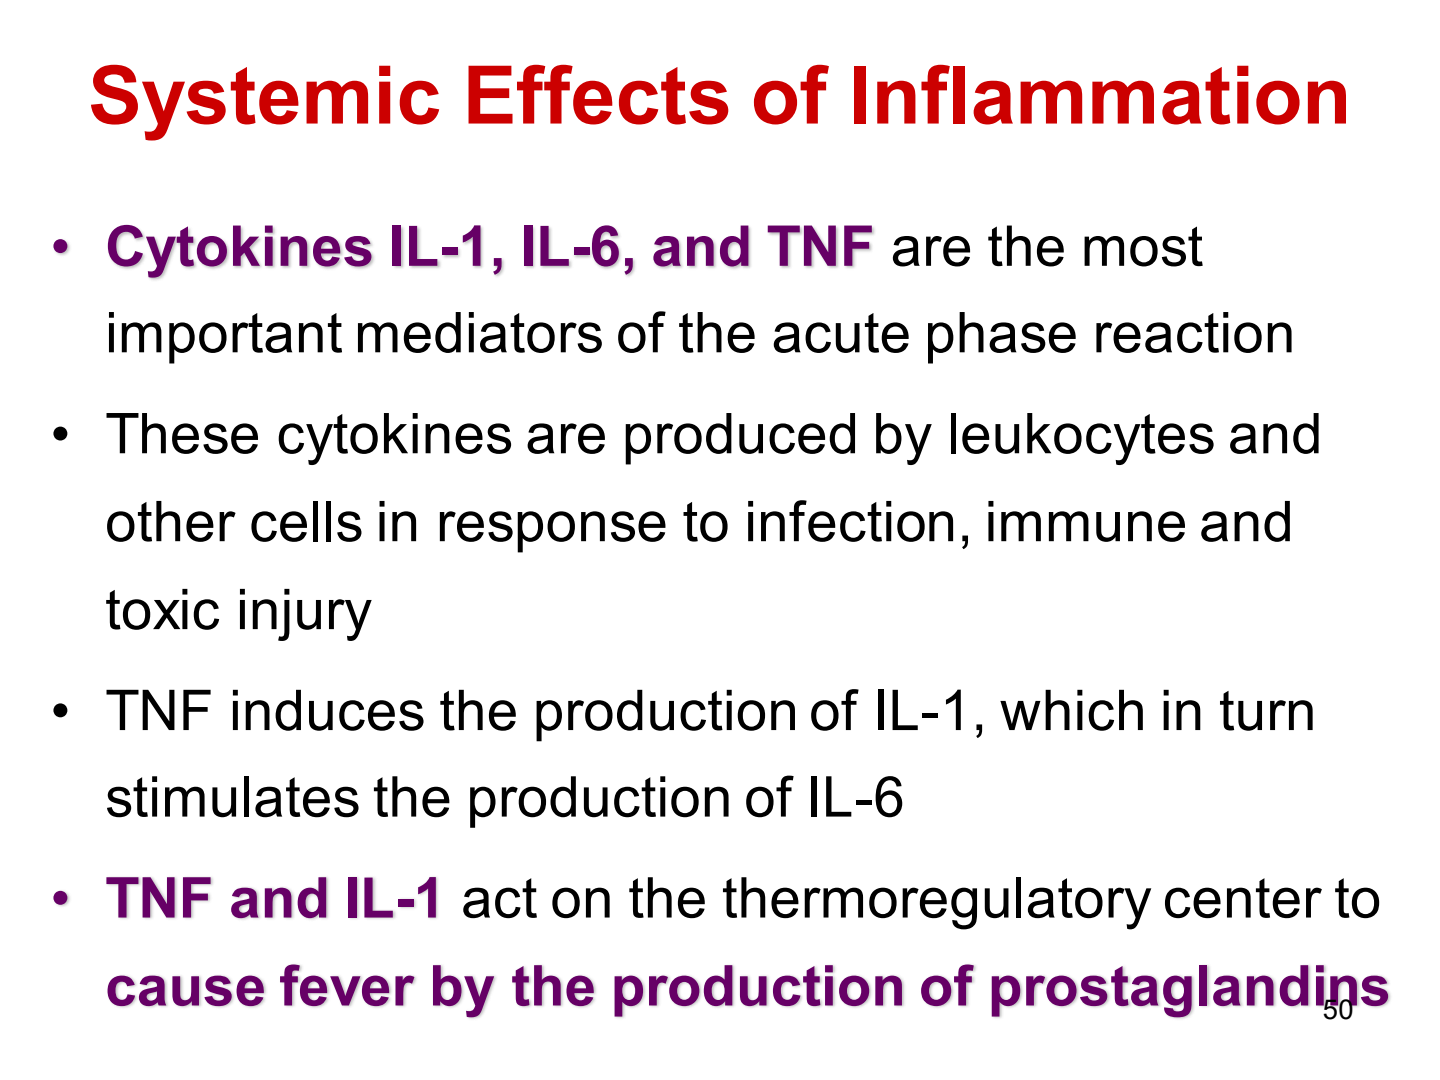 Systemic Effects of Inflammation
• Cytokines IL-1, IL-6, and TNF are the most
important mediators of the acute phase reaction
• These cytokines are produced by leukocytes and
other cells in response to infection, immune and
toxic injury
• TNF induces the production of IL-1, which in turn
stimulates the production of IL-6
• TNF and IL-1 act on the thermoregulatory center to
cause fever by the production of prostaglandins
50